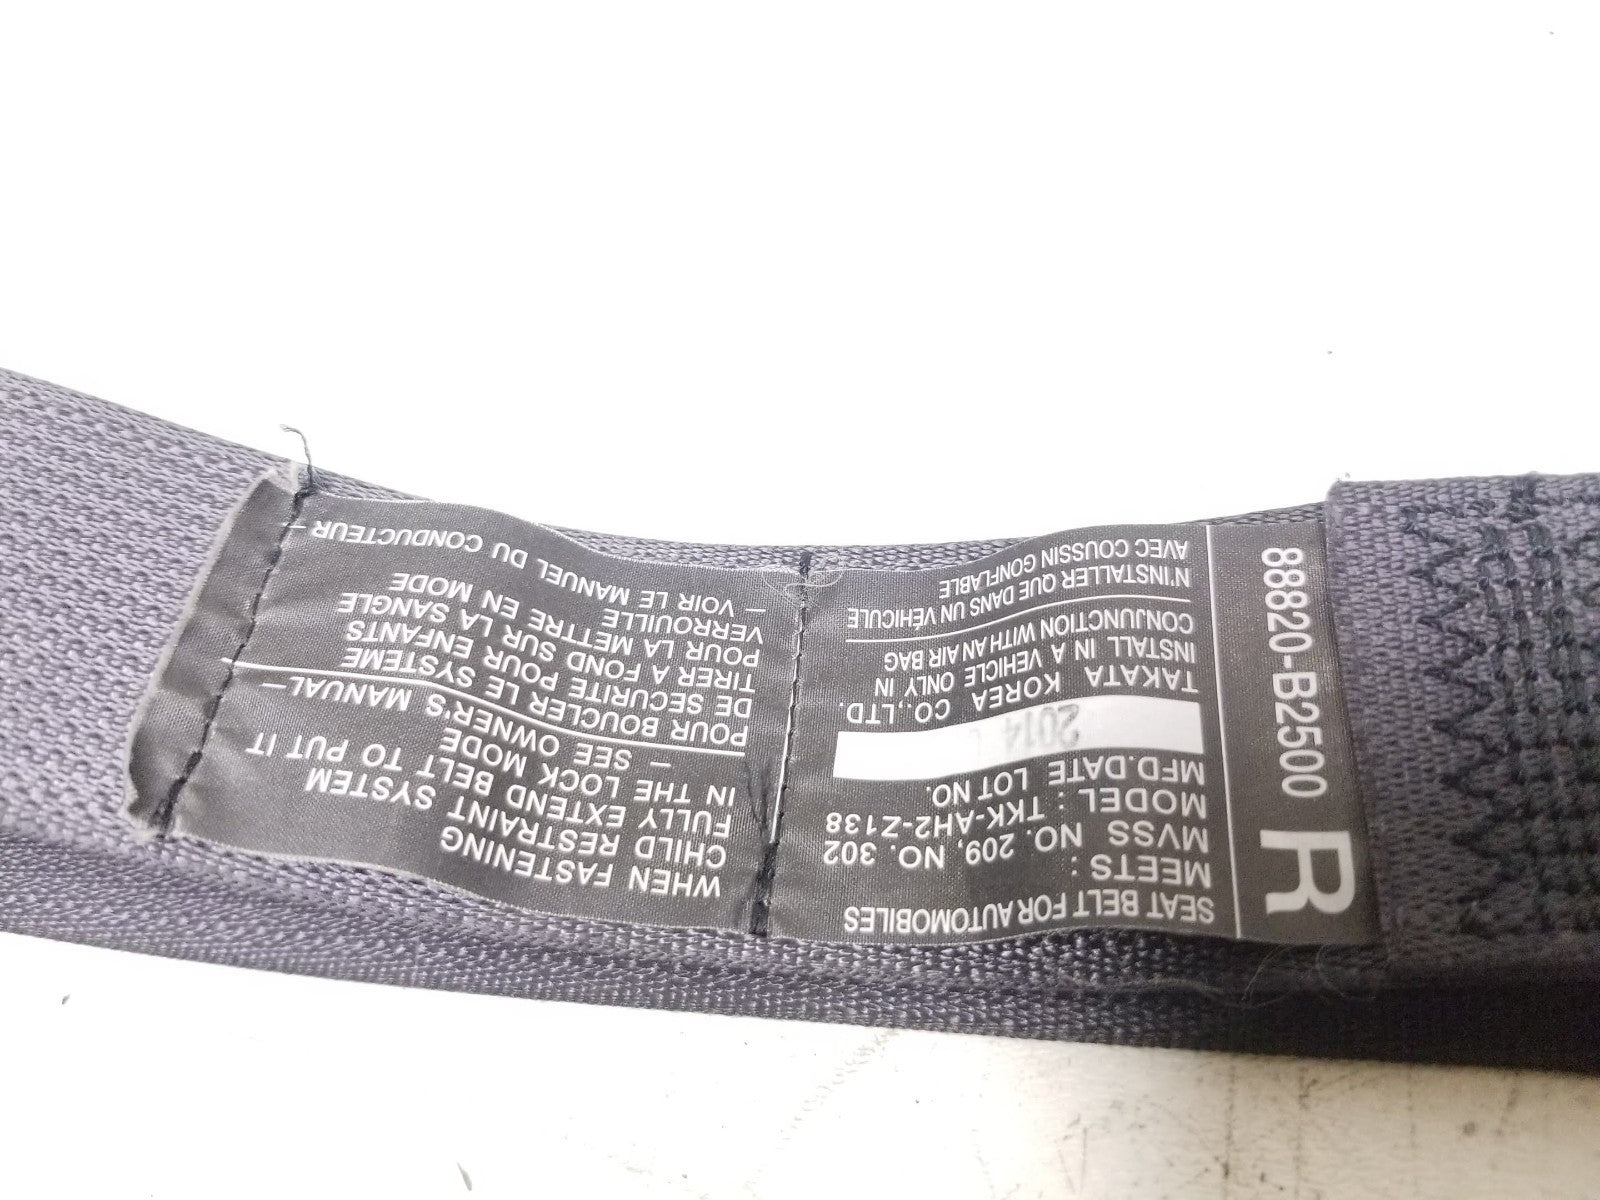 88820-B2500 R
SEAT BELT FOR AUTOMOBILES
MEETS :
MVSS NO. 209, NO. 302
MODEL : TKK-AH2-Z138
MFD.DATE LOT NO.
2014
TAKATA KOREA CO.,LTD.
INSTALL IN A VEHICLE ONLY IN
CONJUNCTION WITH AN AIR BAG
N'INSTALLER QUE DANS UN VÉHICULE
AVEC COUSSIN GONFLABLE
WHEN FASTENING
CHILD RESTRAINT SYSTEM
FULLY EXTEND BELT TO PUT IT
IN THE LOCK MODE
— SEE OWNER'S MANUAL—
POUR BOUCLER LE SYSTEME
DE SECURITE POUR ENFANTS
TIRER A FOND SUR LA SANGLE
POUR LA METTRE EN MODE
VERROUILLE
— VOIR LE MANUEL DU CONDUCTEUR —